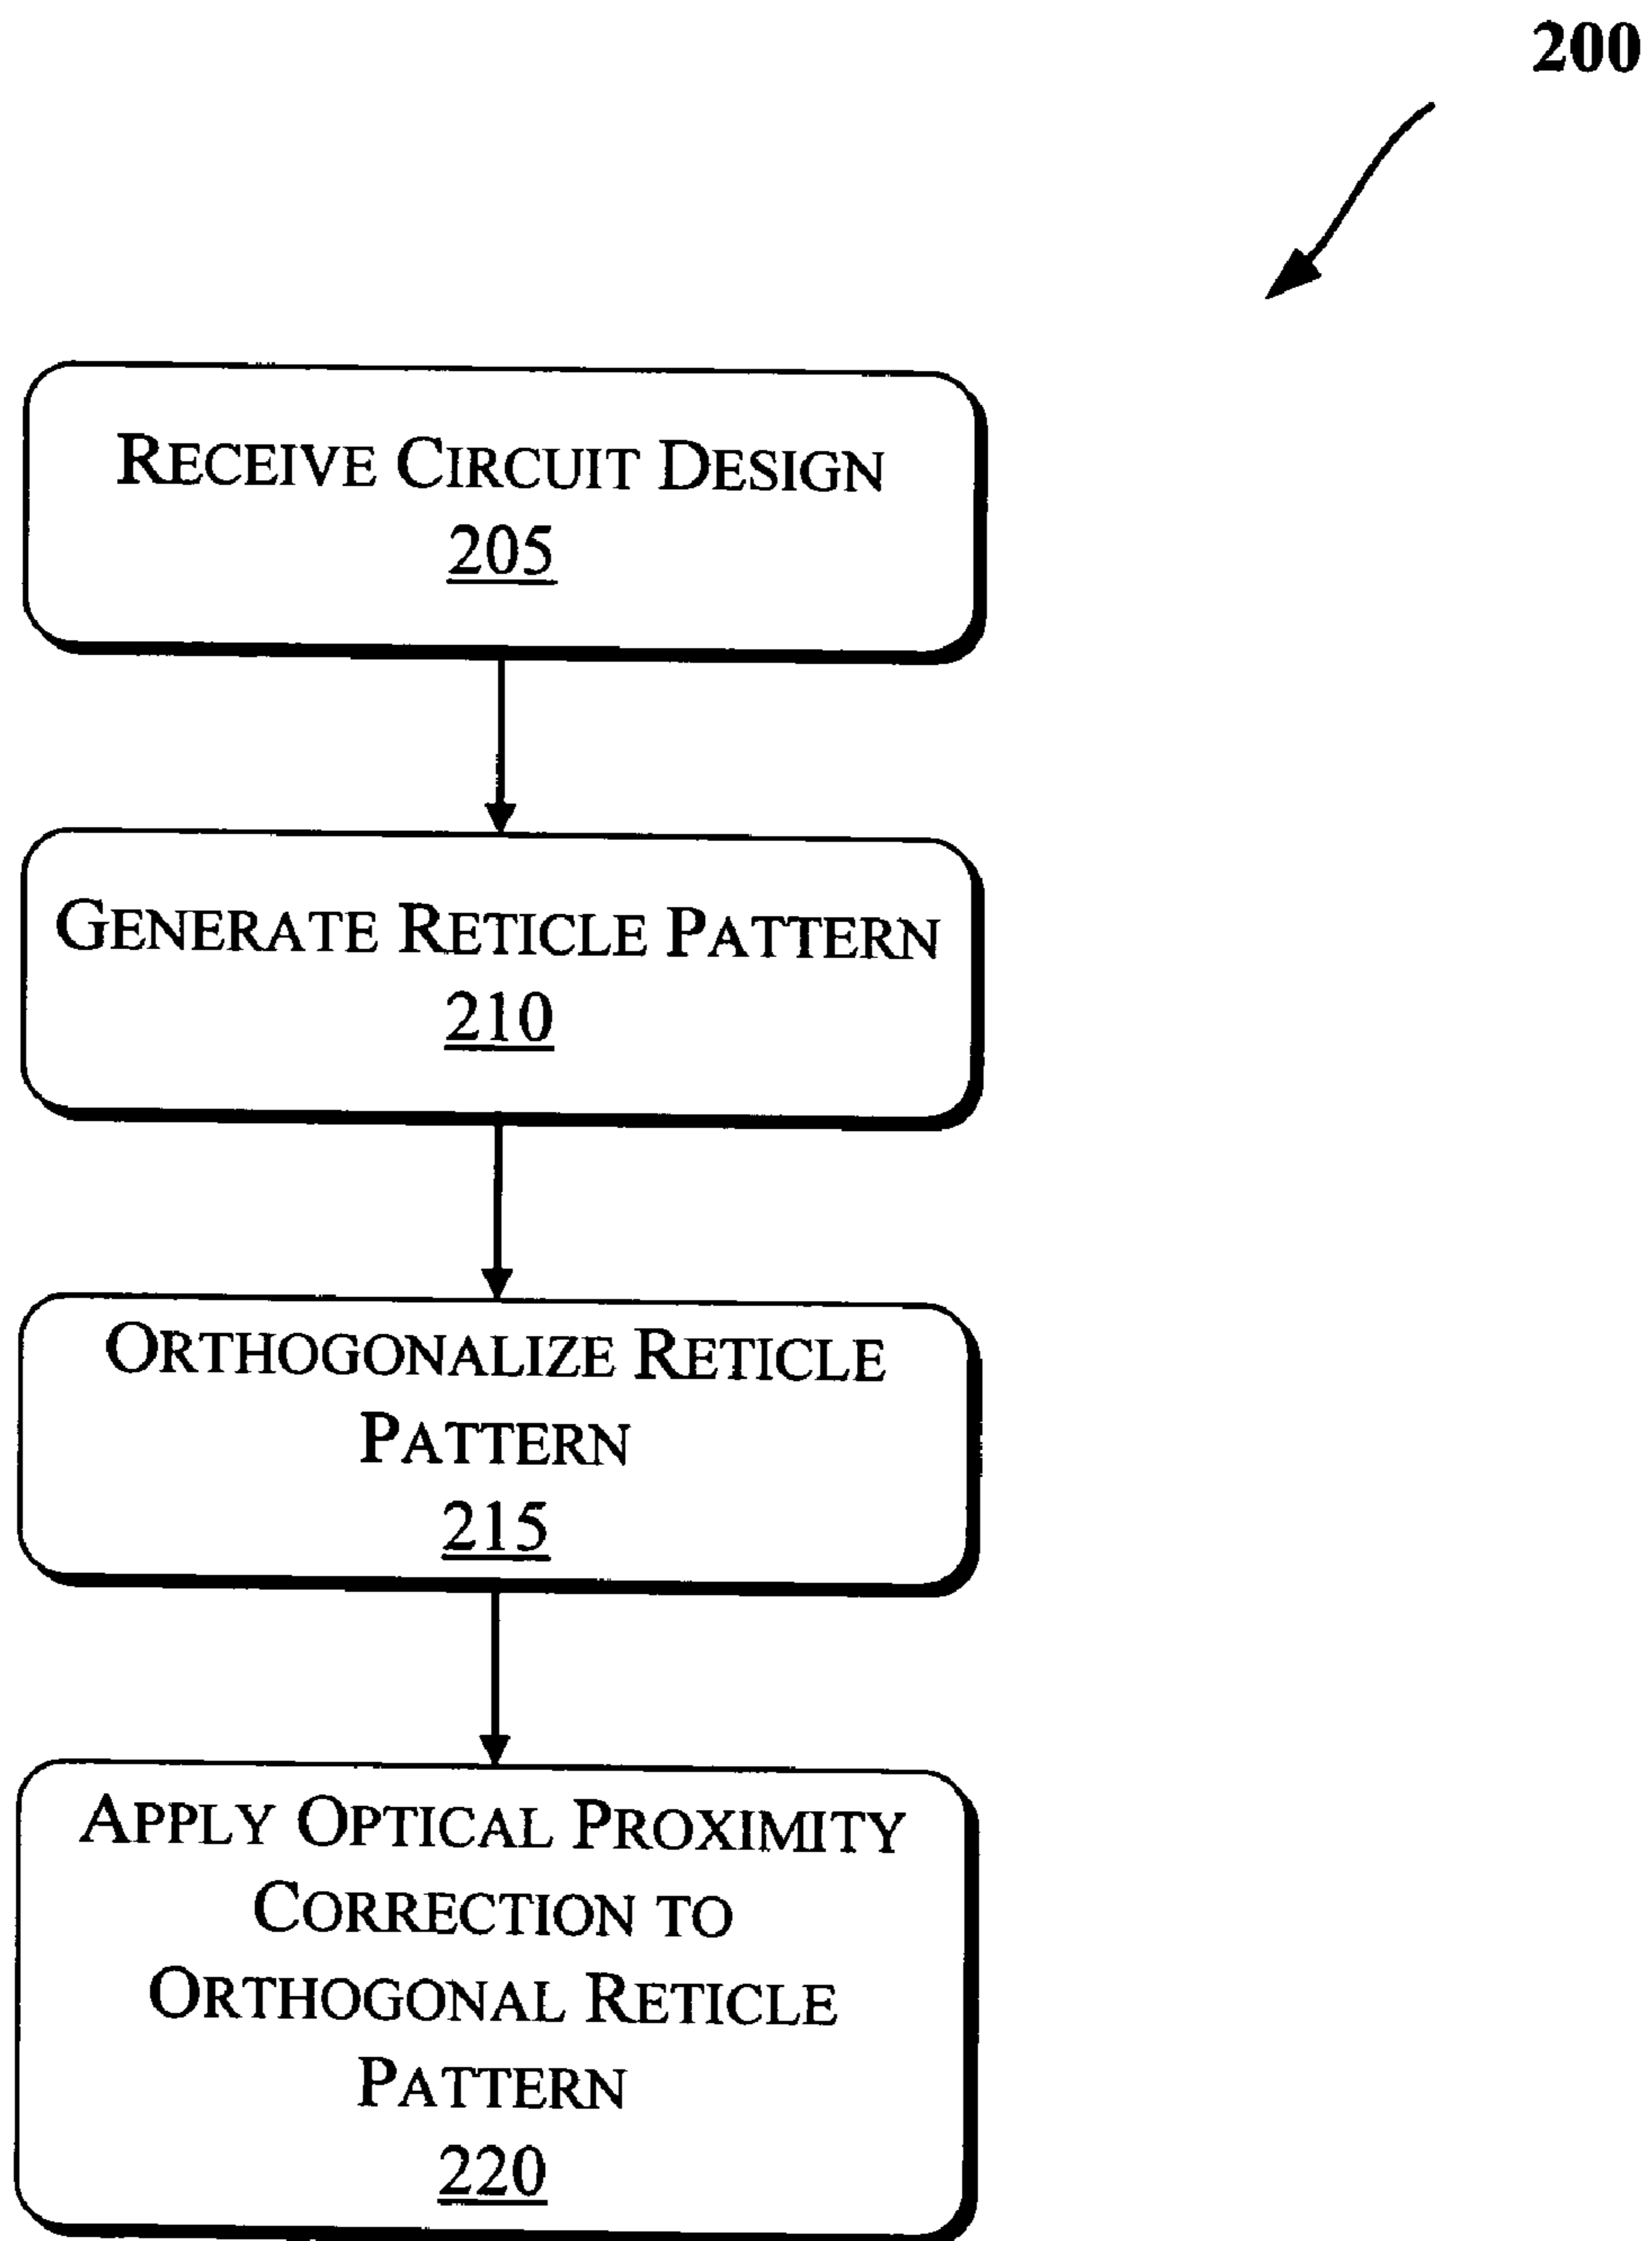 200
RECEIVE CIRCUIT DESIGN
205
GENERATE RETICLE PATTERN
210
ORTHOGONALIZE RETICLE
PATTERN
215
APPLY OPTICAL PROXIMITY
CORRECTION TO
ORTHOGONAL RETICLE
PATTERN
220